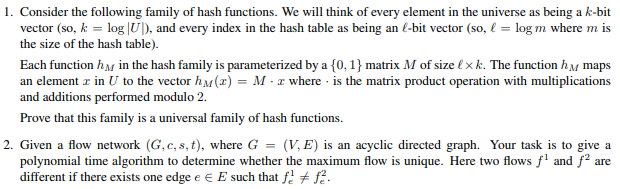 1. Consider the following family of hash functions. We will think of every element in the universe as being a k-bit
vector (so, k = log |U|), and every index in the hash table as being an ℓ-bit vector (so, ℓ = log m where m is
the size of the hash table).
Each function h_M in the hash family is parameterized by a {0, 1} matrix M of size ℓ × k. The function h_M maps
an element x in U to the vector h_M(x) = M · x where · is the matrix product operation with multiplications
and additions performed modulo 2.
Prove that this family is a universal family of hash functions.
2. Given a flow network (G, c, s, t), where G = (V, E) is an acyclic directed graph. Your task is to give a
polynomial time algorithm to determine whether the maximum flow is unique. Here two flows f¹ and f² are
different if there exists one edge e ∈ E such that f¹_e ≠ f²_e.